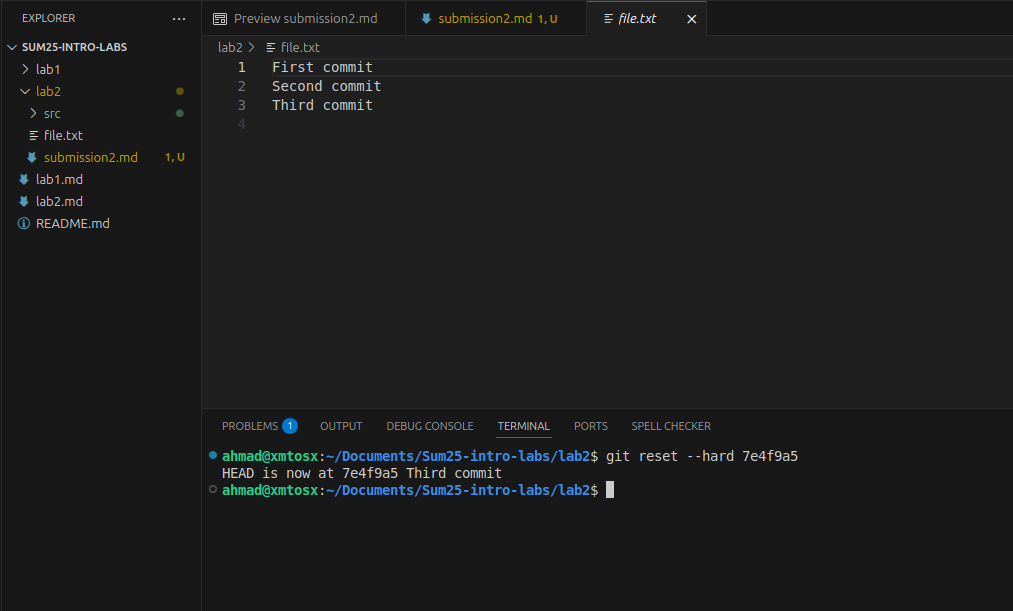 EXPLORER ...
SUM25-INTRO-LABS
lab1
lab2
src
file.txt
submission2.md 1, U
lab1.md
lab2.md
README.md
Preview submission2.md
submission2.md 1, U
file.txt
lab2 > file.txt
1 First commit
2 Second commit
3 Third commit
4
PROBLEMS 1 OUTPUT DEBUG CONSOLE TERMINAL PORTS SPELL CHECKER
ahmad@xmtosx:~/Documents/Sum25-intro-labs/lab2$ git reset --hard 7e4f9a5
HEAD is now at 7e4f9a5 Third commit
ahmad@xmtosx:~/Documents/Sum25-intro-labs/lab2$